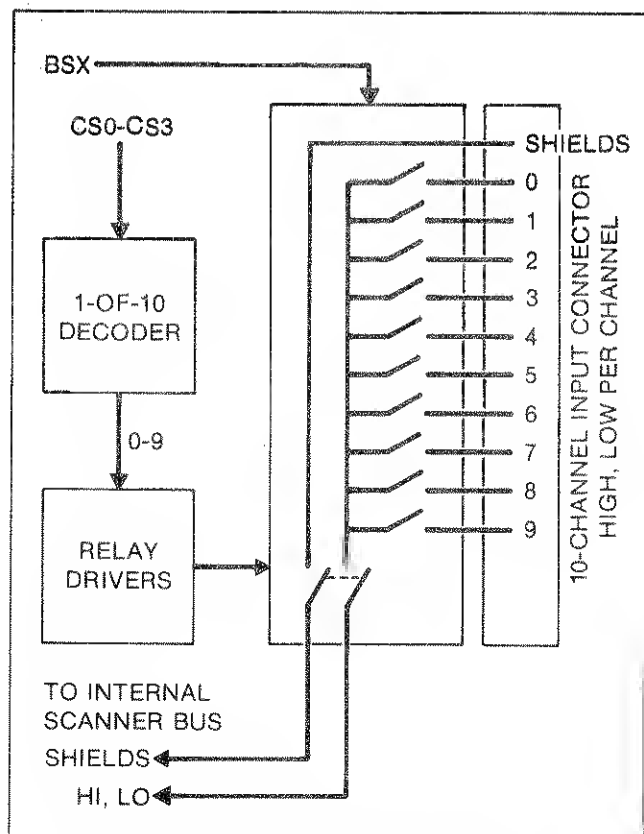 BSX
CS0-CS3
1-OF-10
DECODER
0-9
RELAY
DRIVERS
SHIELDS
0
1
2
3
4
5
6
7
8
9
10-CHANNEL INPUT CONNECTOR
HIGH, LOW PER CHANNEL
TO INTERNAL
SCANNER BUS
SHIELDS
HI, LO